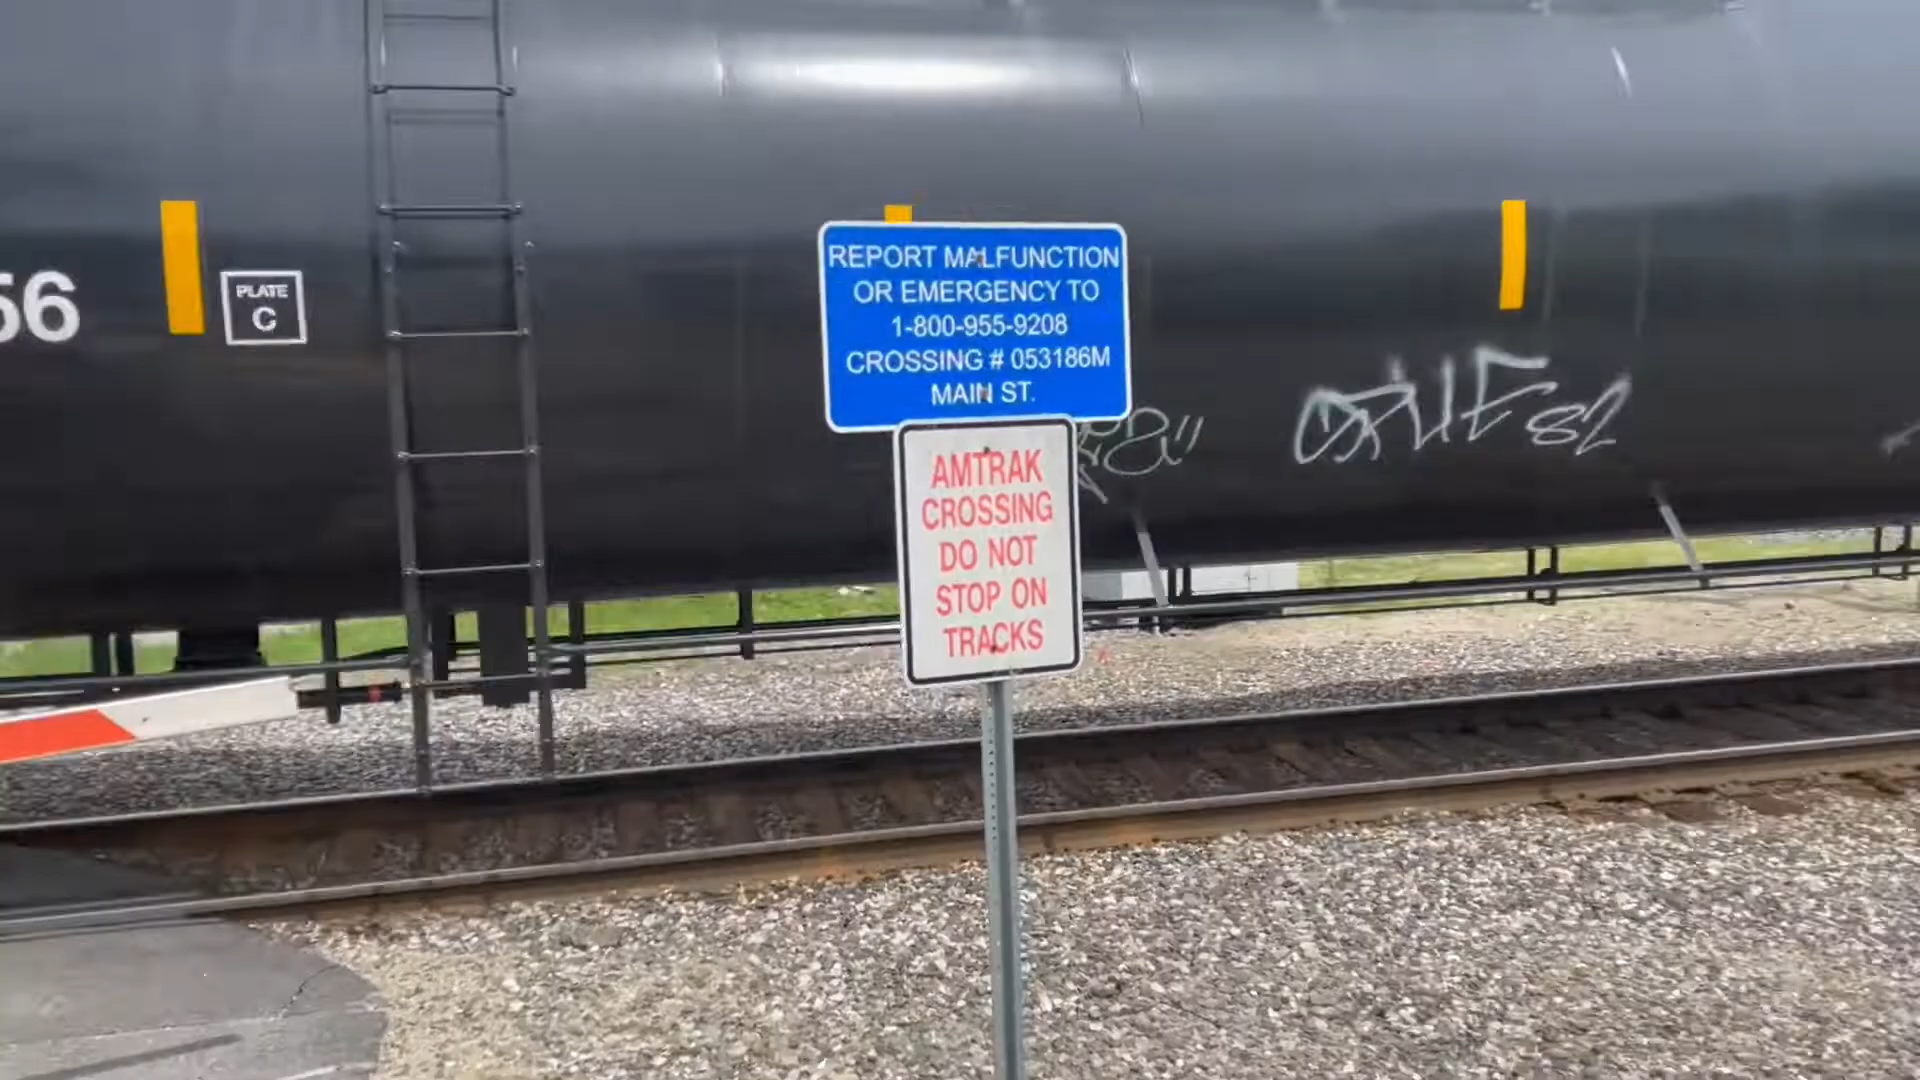 56
PLATE
C
REPORT MALFUNCTION
OR EMERGENCY TO
1-800-955-9208
CROSSING # 053186M
MAIN ST.
AMTRAK
CROSSING
DO NOT
STOP ON
TRACKS
82